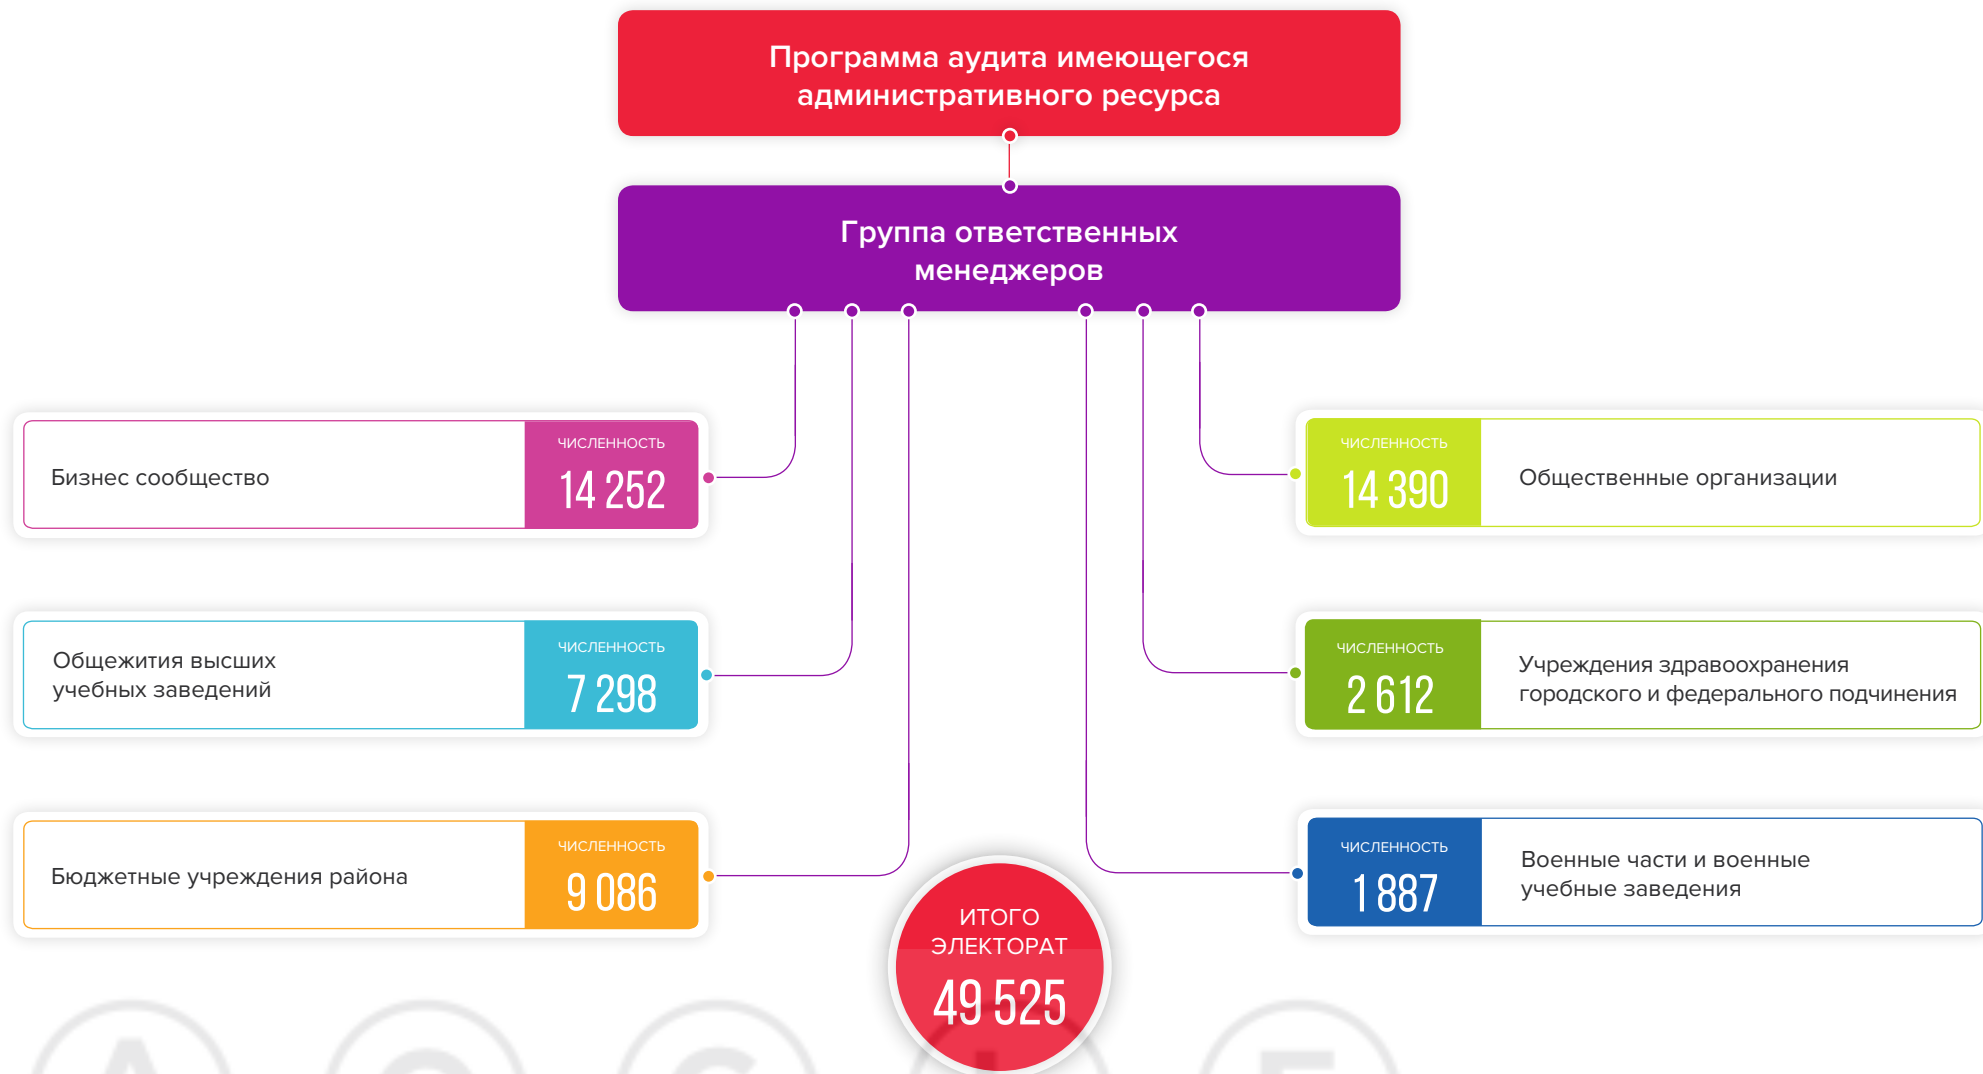 Программа аудита имеющегося
административного ресурса
Группа ответственных
менеджеров
Бизнес сообщество
ЧИСЛЕННОСТЬ
14 252
ЧИСЛЕННОСТЬ
14 390
Общественные организации
Общежития высших
учебных заведений
ЧИСЛЕННОСТЬ
7 298
ЧИСЛЕННОСТЬ
2 612
Учреждения здравоохранения
городского и федерального подчинения
Бюджетные учреждения района
ЧИСЛЕННОСТЬ
9 086
ЧИСЛЕННОСТЬ
1 887
Военные части и военные
учебные заведения
ИТОГО
ЭЛЕКТОРАТ
49 525